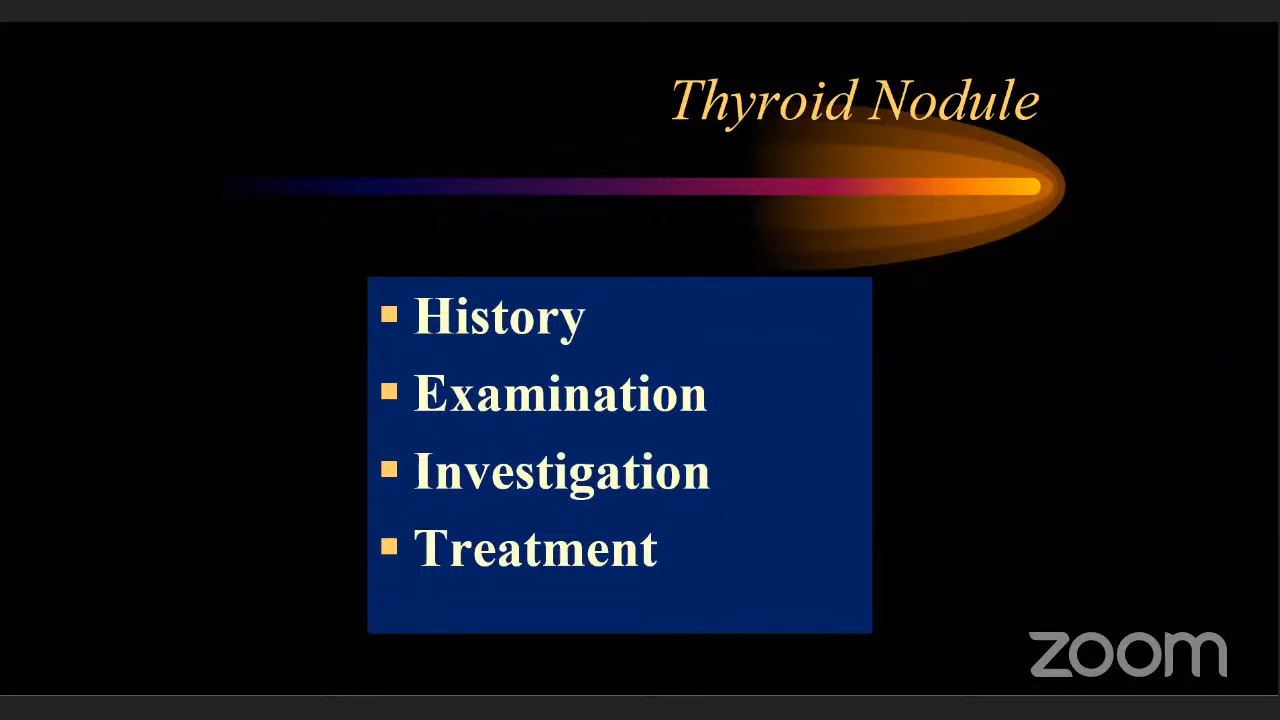 Thyroid Nodule
History
Examination
Investigation
Treatment
zoom